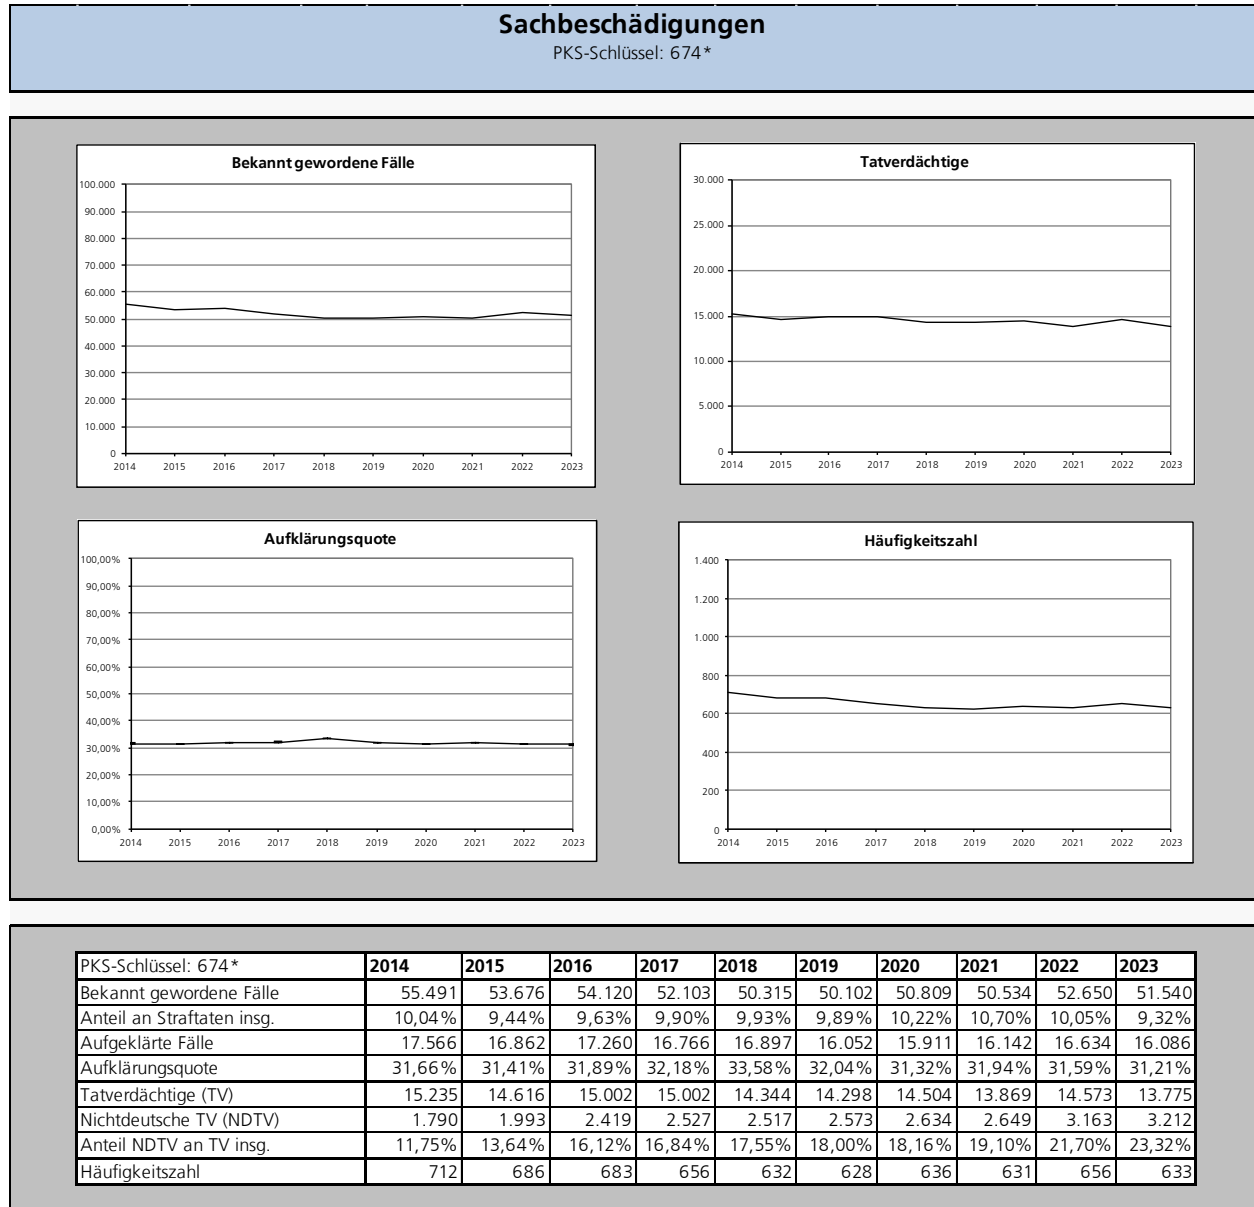 Sachbeschädigungen
PKS-Schlüssel: 674*
Bekannt gewordene Fälle
100.000
90.000
80.000
70.000
60.000
50.000
40.000
30.000
20.000
10.000
0
2014 2015 2016 2017 2018 2019 2020 2021 2022 2023
Tatverdächtige
30.000
25.000
20.000
15.000
10.000
5.000
0
2014 2015 2016 2017 2018 2019 2020 2021 2022 2023
Aufklärungsquote
100,00%
90,00%
80,00%
70,00%
60,00%
50,00%
40,00%
30,00%
20,00%
10,00%
0,00%
2014 2015 2016 2017 2018 2019 2020 2021 2022 2023
Häufigkeitszahl
1.400
1.200
1.000
800
600
400
200
0
2014 2015 2016 2017 2018 2019 2020 2021 2022 2023
PKS-Schlüssel: 674* 2014 2015 2016 2017 2018 2019 2020 2021 2022 2023
Bekannt gewordene Fälle 55.491 53.676 54.120 52.103 50.315 50.102 50.809 50.534 52.650 51.540
Anteil an Straftaten insg. 10,04% 9,44% 9,63% 9,90% 9,93% 9,89% 10,22% 10,70% 10,05% 9,32%
Aufgeklärte Fälle 17.566 16.862 17.260 16.766 16.897 16.052 15.911 16.142 16.634 16.086
Aufklärungsquote 31,66% 31,41% 31,89% 32,18% 33,58% 32,04% 31,32% 31,94% 31,59% 31,21%
Tatverdächtige (TV) 15.235 14.616 15.002 15.002 14.344 14.298 14.504 13.869 14.573 13.775
Nichtdeutsche TV (NDTV) 1.790 1.993 2.419 2.527 2.517 2.573 2.634 2.649 3.163 3.212
Anteil NDTV an TV insg. 11,75% 13,64% 16,12% 16,84% 17,55% 18,00% 18,16% 19,10% 21,70% 23,32%
Häufigkeitszahl 712 686 683 656 632 628 636 631 656 633